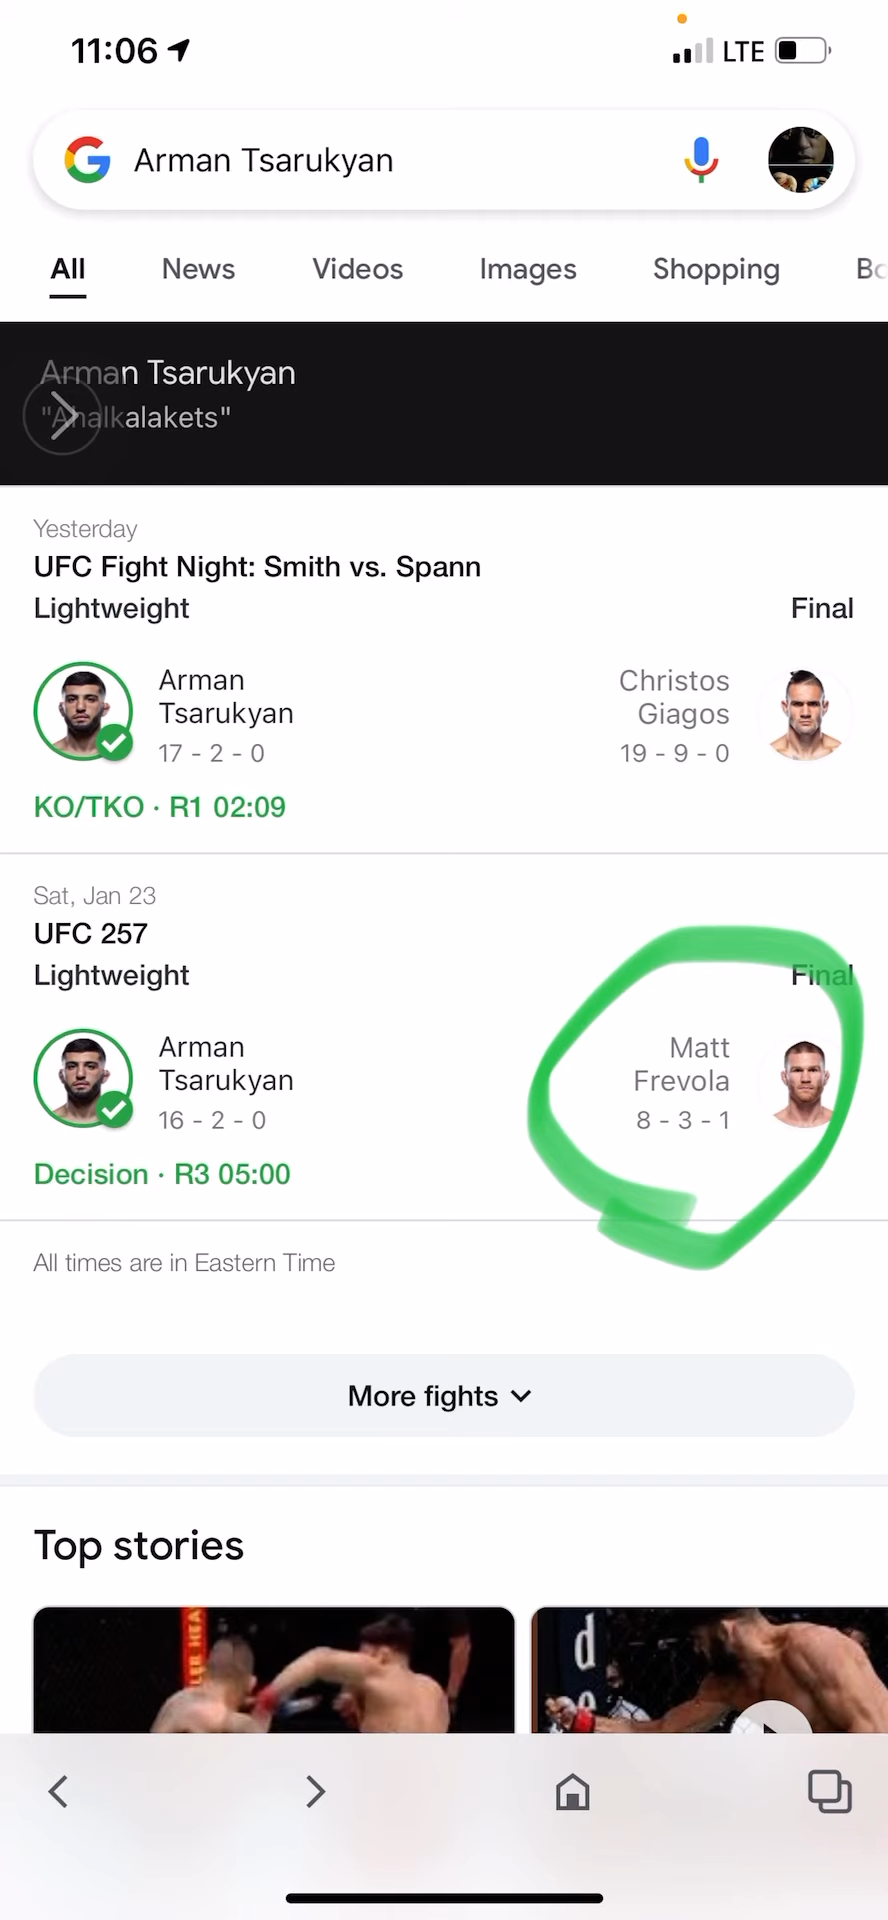 11:06 LTE
Arman Tsarukyan
All News Videos Images Shopping
Arman Tsarukyan
"Ahalkalakets"
Yesterday
UFC Fight Night: Smith vs. Spann
Lightweight Final
Arman Christos
Tsarukyan Giagos
17 - 2 - 0 19 - 9 - 0
KO/TKO · R1 02:09
Sat, Jan 23
UFC 257
Lightweight Final
Arman Matt
Tsarukyan Frevola
16 - 2 - 0 8 - 3 - 1
Decision · R3 05:00
All times are in Eastern Time
More fights
Top stories